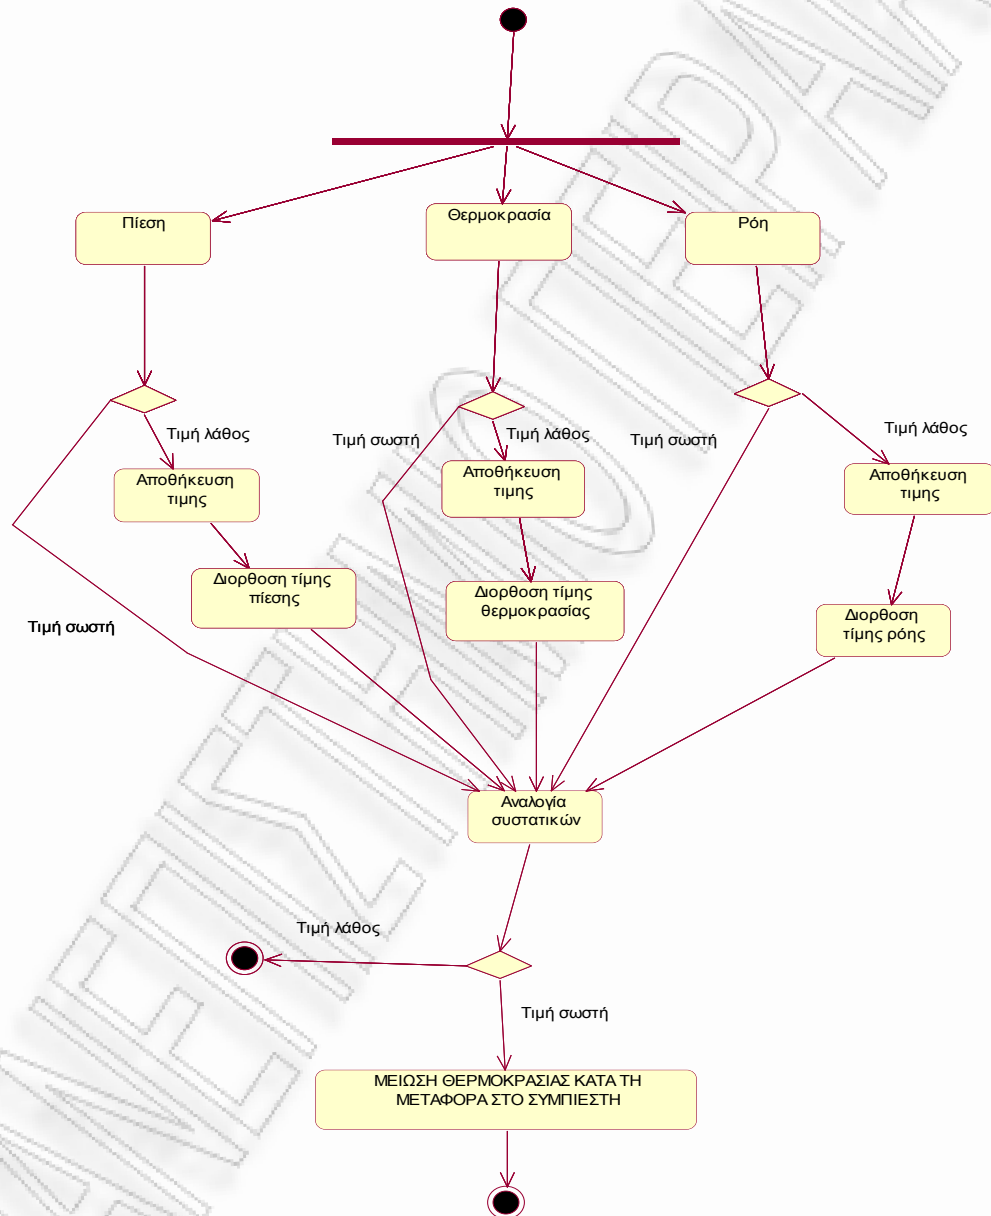 Πίεση
Θερμοκρασία
Ρόη
Τιμή λάθος
Τιμή σωστή
Τιμή λάθος
Τιμή σωστή
Τιμή λάθος
Αποθήκευση
τιμης
Αποθήκευση
τιμης
Αποθήκευση
τιμης
Διορθοση τίμης
πίεσης
Διορθοση τίμης
θερμοκρασίας
Διορθοση
τίμης ρόης
Τιμή σωστή
Αναλογία
συστατικών
Τιμή λάθος
Τιμή σωστή
ΜΕΙΩΣΗ ΘΕΡΜΟΚΡΑΣΙΑΣ ΚΑΤΑ ΤΗ
ΜΕΤΑΦΟΡΑ ΣΤΟ ΣΥΜΠΙΕΣΤΗ